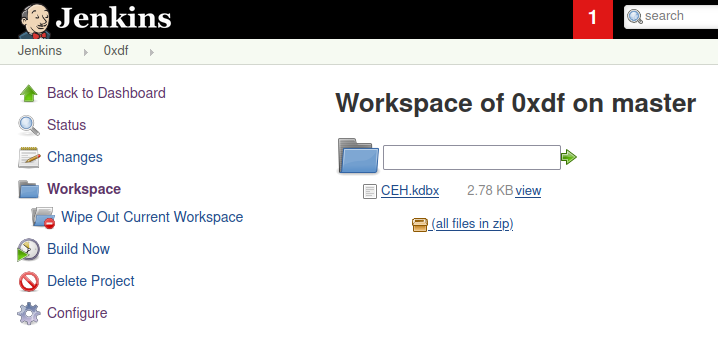 Jenkins
1
search
Jenkins
0xdf
Back to Dashboard
Status
Changes
Workspace
Wipe Out Current Workspace
Build Now
Delete Project
Configure
Workspace of 0xdf on master
CEH.kdbx 2.78 KB view
(all files in zip)